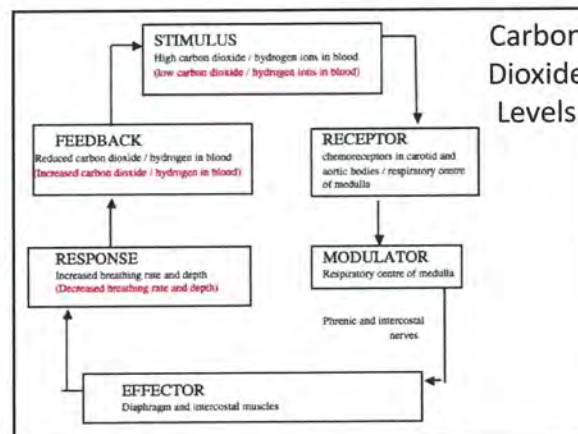 Carbon
Dioxide
Levels
STIMULUS
High carbon dioxide / hydrogen ions in blood
(low carbon dioxide / hydrogen ions in blood)
RECEPTOR
chemoreceptors in carotid and
aortic bodies / respiratory centre
of medulla
MODULATOR
Respiratory centre of medulla
Phrenic and intercostal
nerves
EFFECTOR
Diaphragm and intercostal muscles
RESPONSE
Increased breathing rate and depth
(Decreased breathing rate and depth)
FEEDBACK
Reduced carbon dioxide / hydrogen in blood
(Increased carbon dioxide / hydrogen in blood)